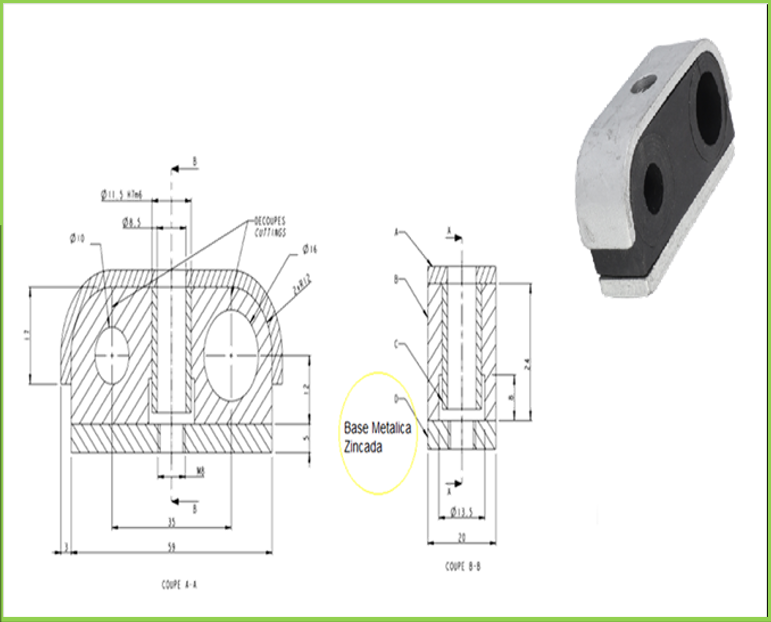 B
Ø11.5 H7m6
Ø8.5
DECOUPES
CUTTINGS
Ø10
Ø16
2xR12
17
12
5
M8
B
35
3
59
COUPE A-A
A
A
B
C
D
24
8
Base Metalica
Zincada
A
Ø13.5
20
COUPE B-B